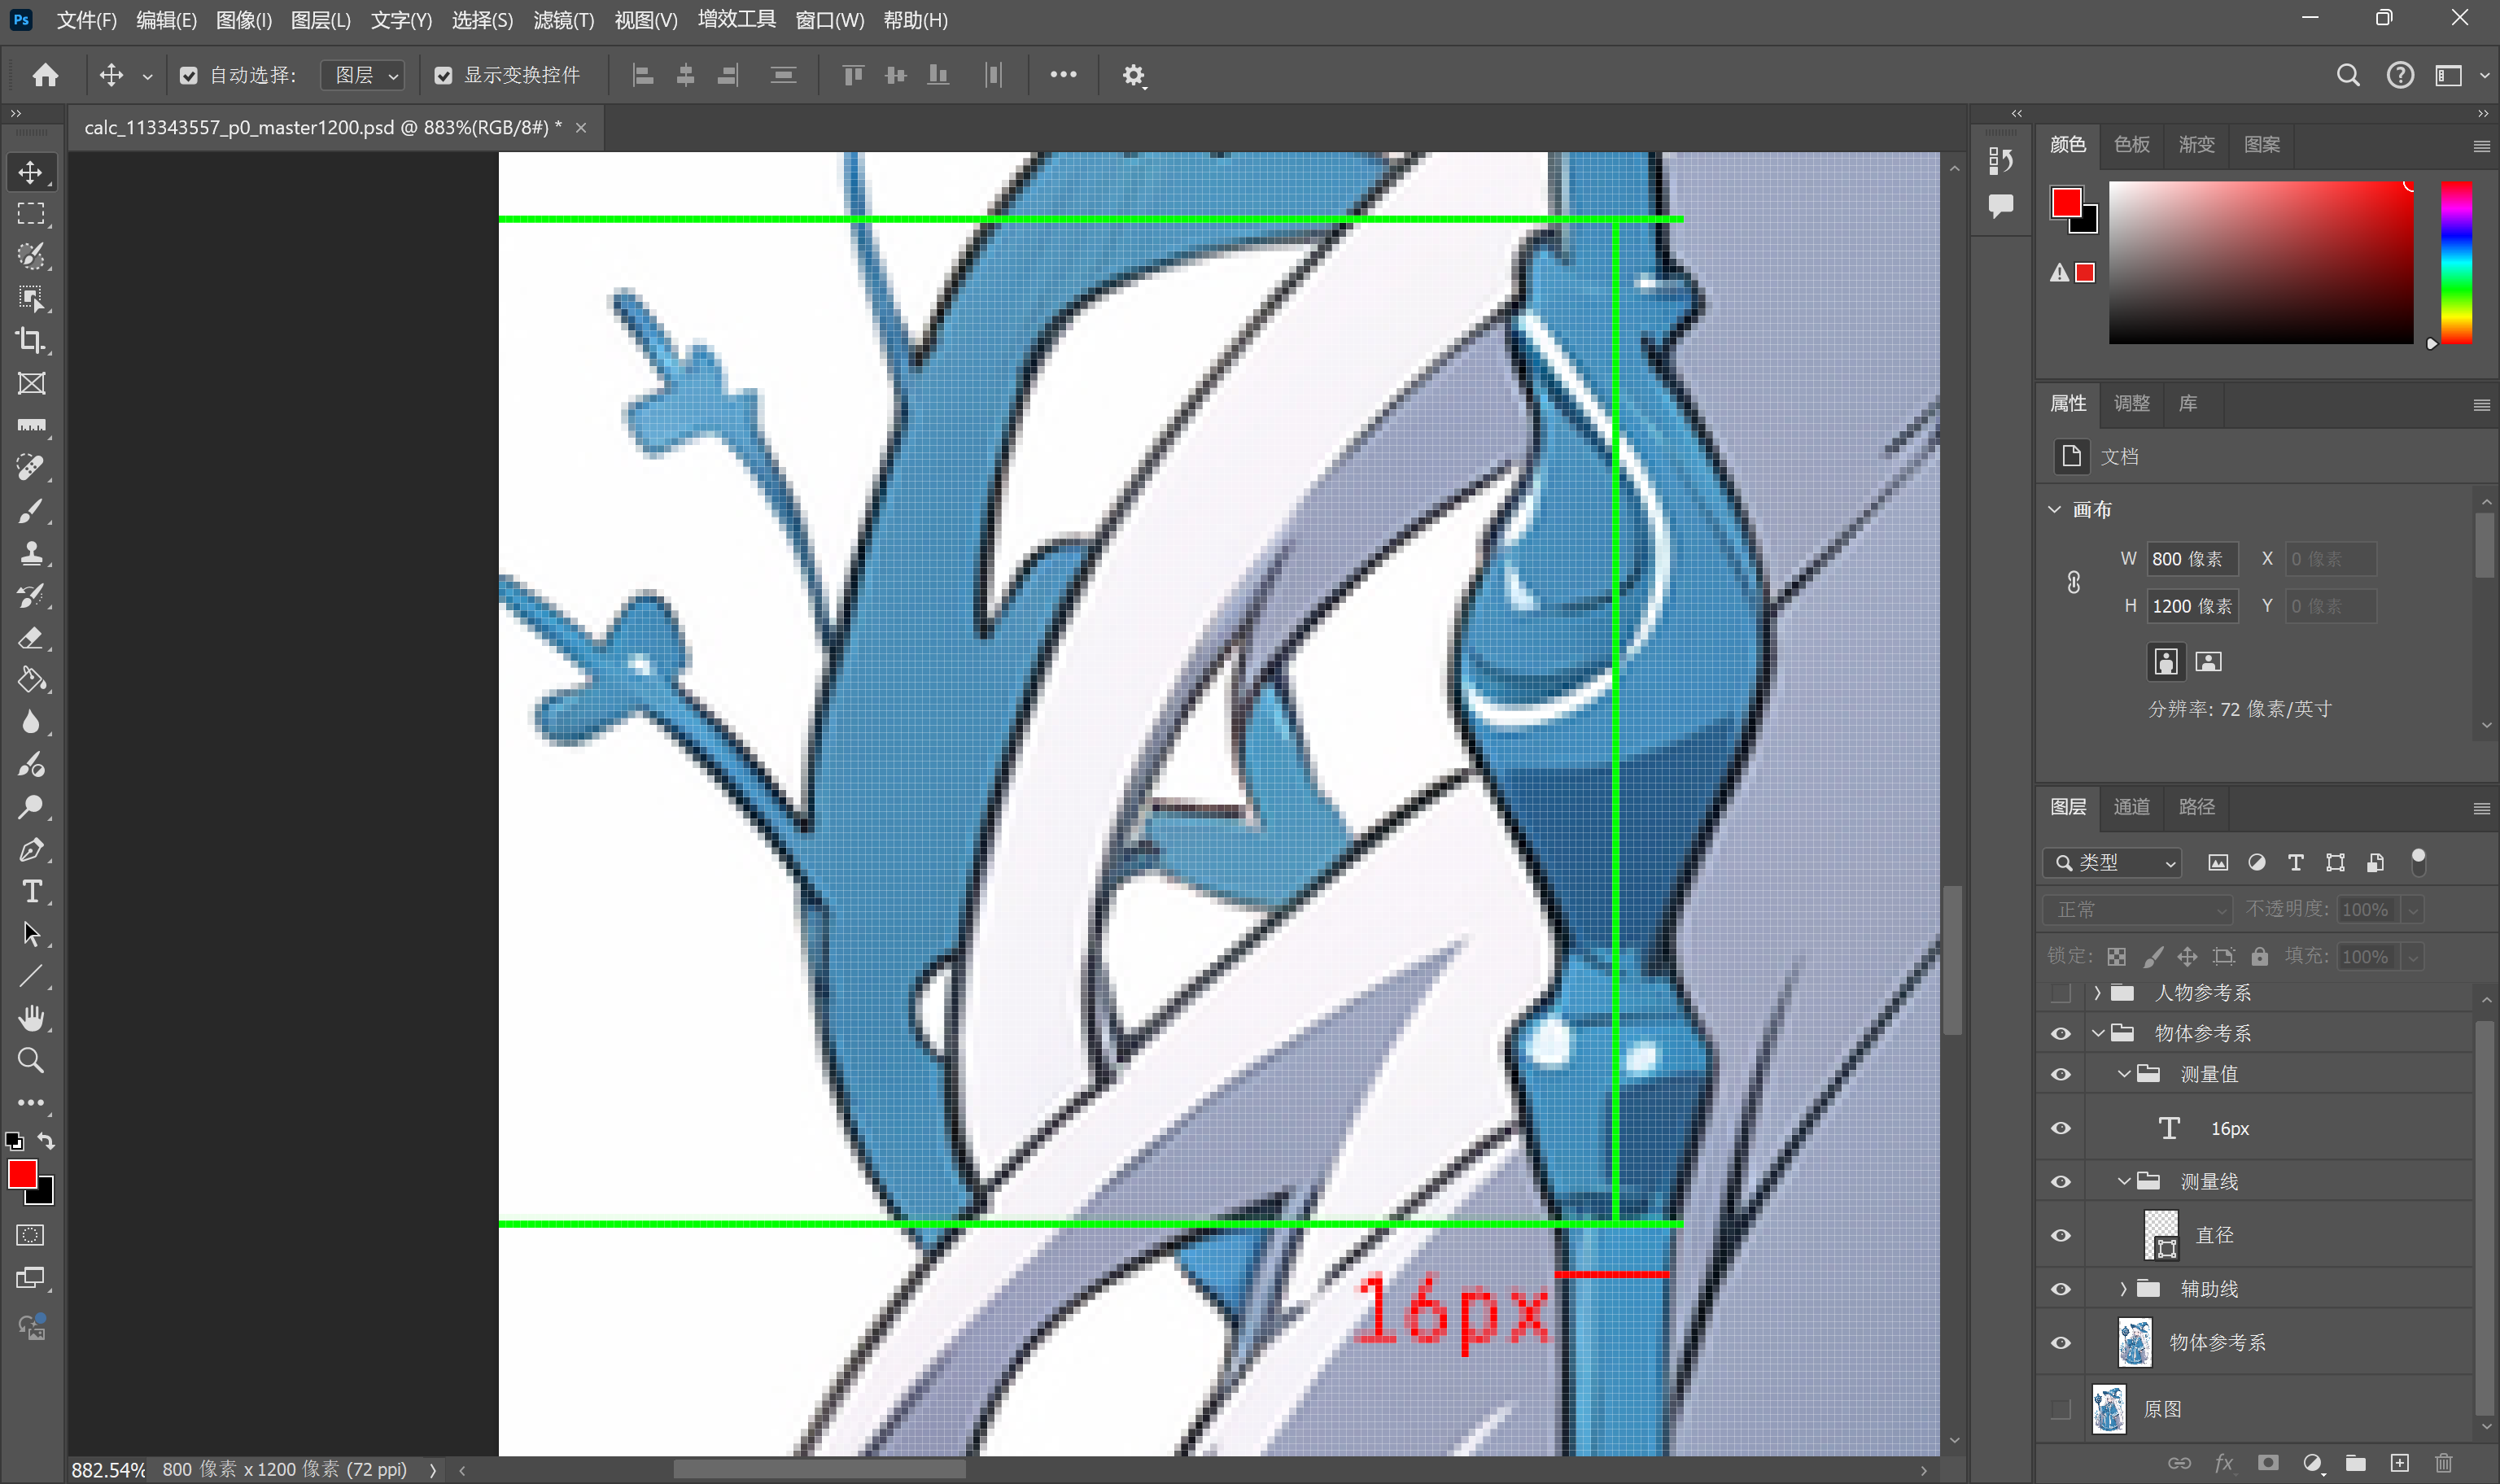 Ps 文件(F) 编辑(E) 图像(I) 图层(L) 文字(Y) 选择(S) 滤镜(T) 视图(V) 增效工具 窗口(W) 帮助(H)
自动选择: 图层 显示变换控件
calc_113343557_p0_master1200.psd @ 883%(RGB/8#) *
16px
882.54% 800 像素 x 1200 像素 (72 ppi)
颜色 色板 渐变 图案
属性 调整 库
文档
画布
W 800 像素 X 0 像素
H 1200 像素 Y 0 像素
分辨率: 72 像素/英寸
图层 通道 路径
类型
正常 不透明度: 100%
锁定: 填充: 100%
人物参考系
物体参考系
测量值
16px
测量线
直径
辅助线
物体参考系
原图
fx